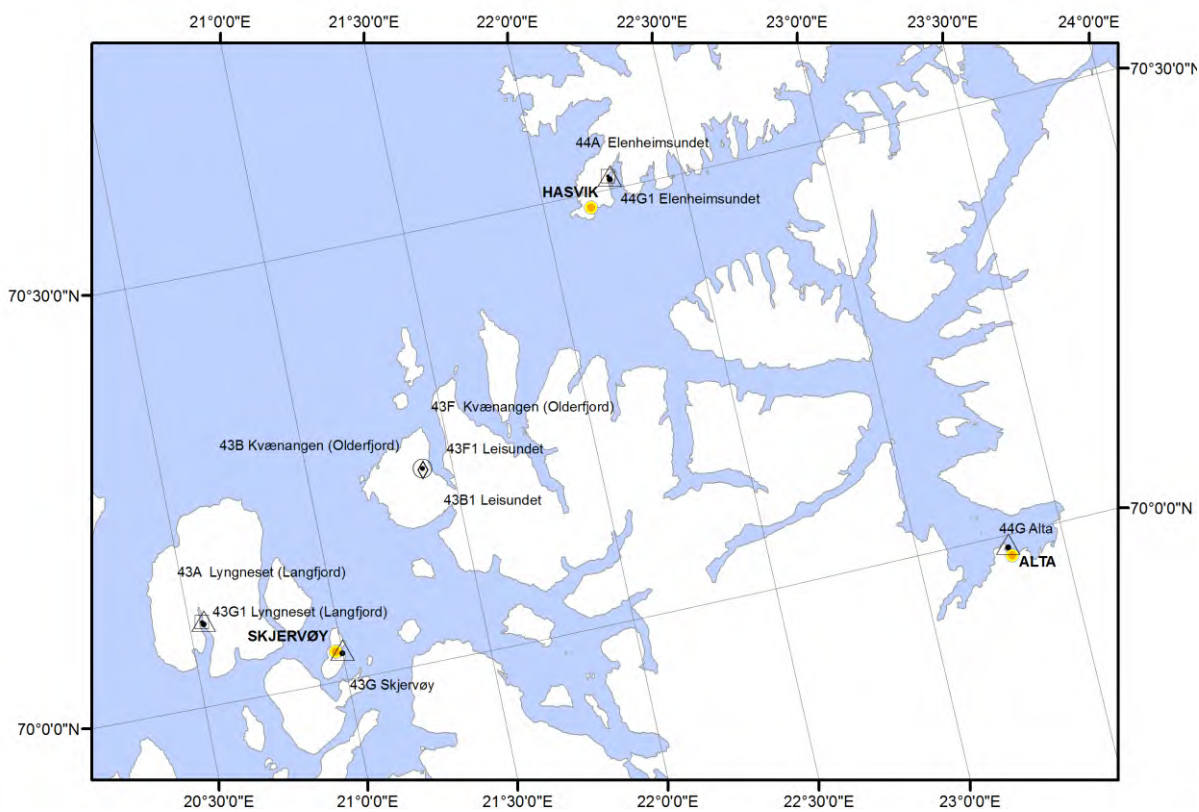 21°0'0"E 21°30'0"E 22°0'0"E 22°30'0"E 23°0'0"E 23°30'0"E 24°0'0"E
70°30'0"N
44A Elenheimsundet
HASVIK
44G1 Elenheimsundet
70°30'0"N
43F Kvænangen (Olderfjord)
43B Kvænangen (Olderfjord)
43F1 Leisundet
43B1 Leisundet
70°0'0"N
44G Alta
ALTA
43A Lyngneset (Langfjord)
43G1 Lyngneset (Langfjord)
SKJERVØY
43G Skjervøy
70°0'0"N
20°30'0"E 21°0'0"E 21°30'0"E 22°0'0"E 22°30'0"E 23°0'0"E